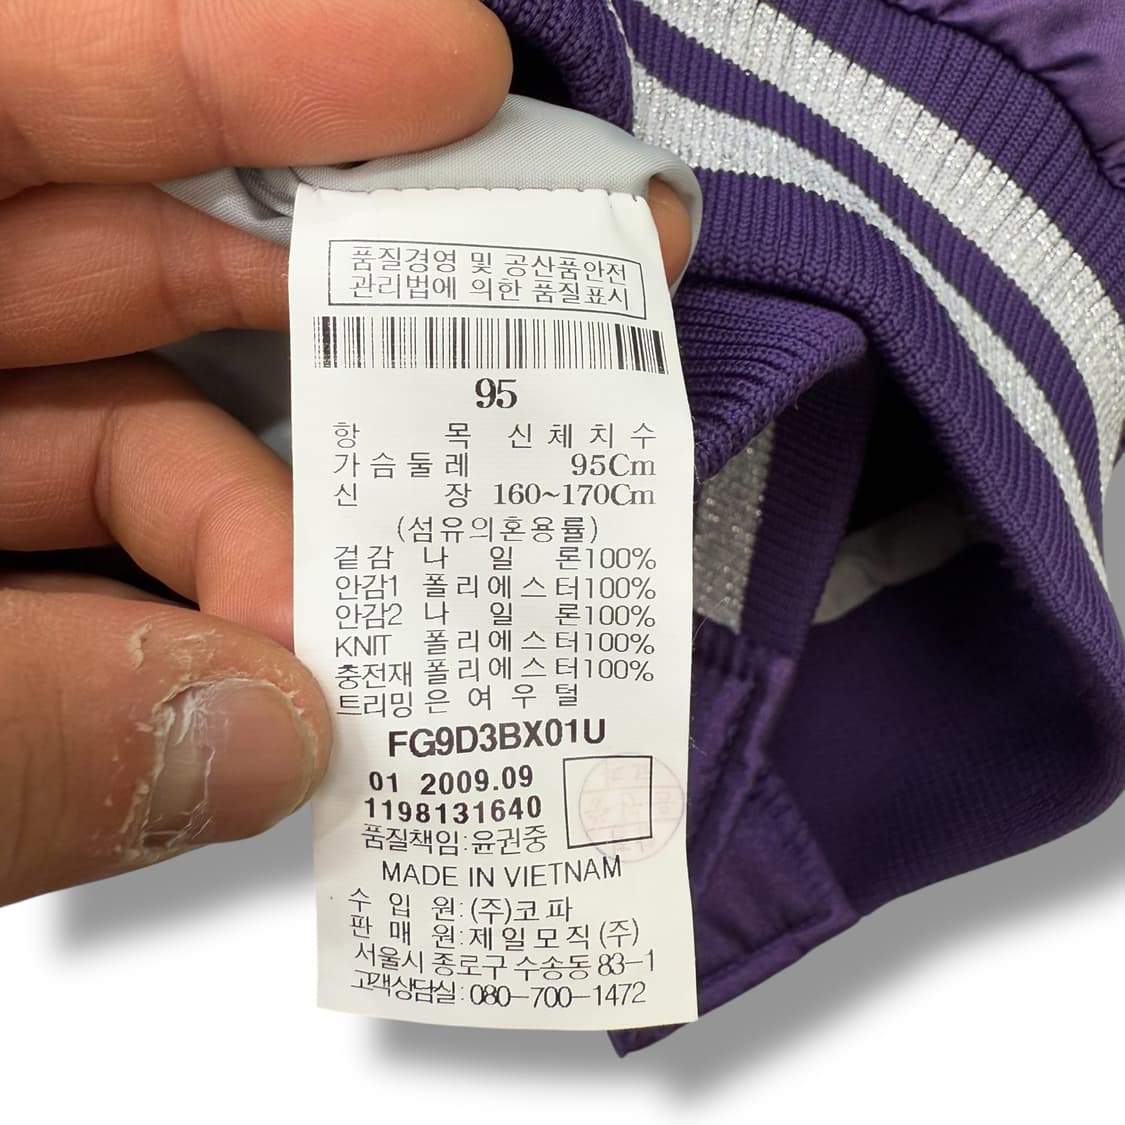 품질경영 및 공산품안전
관리법에 의한 품질표시
95
항 목 신체치수
가슴둘레 95Cm
신 장 160~170Cm
(섬유의혼용률)
겉감 나 일 론100%
안감1 폴리에스터100%
안감2 나 일 론100%
KNIT 폴리에스터100%
충전재 폴리에스터100%
트리밍 은여우털
FG9D3BX01U
01 2009.09
1198131640
품질책임:윤권중
MADE IN VIETNAM
수 입 원:(주)코파
판 매 원:제일모직(주)
서울시 종로구 수송동 83-1
고객상담실:080-700-1472